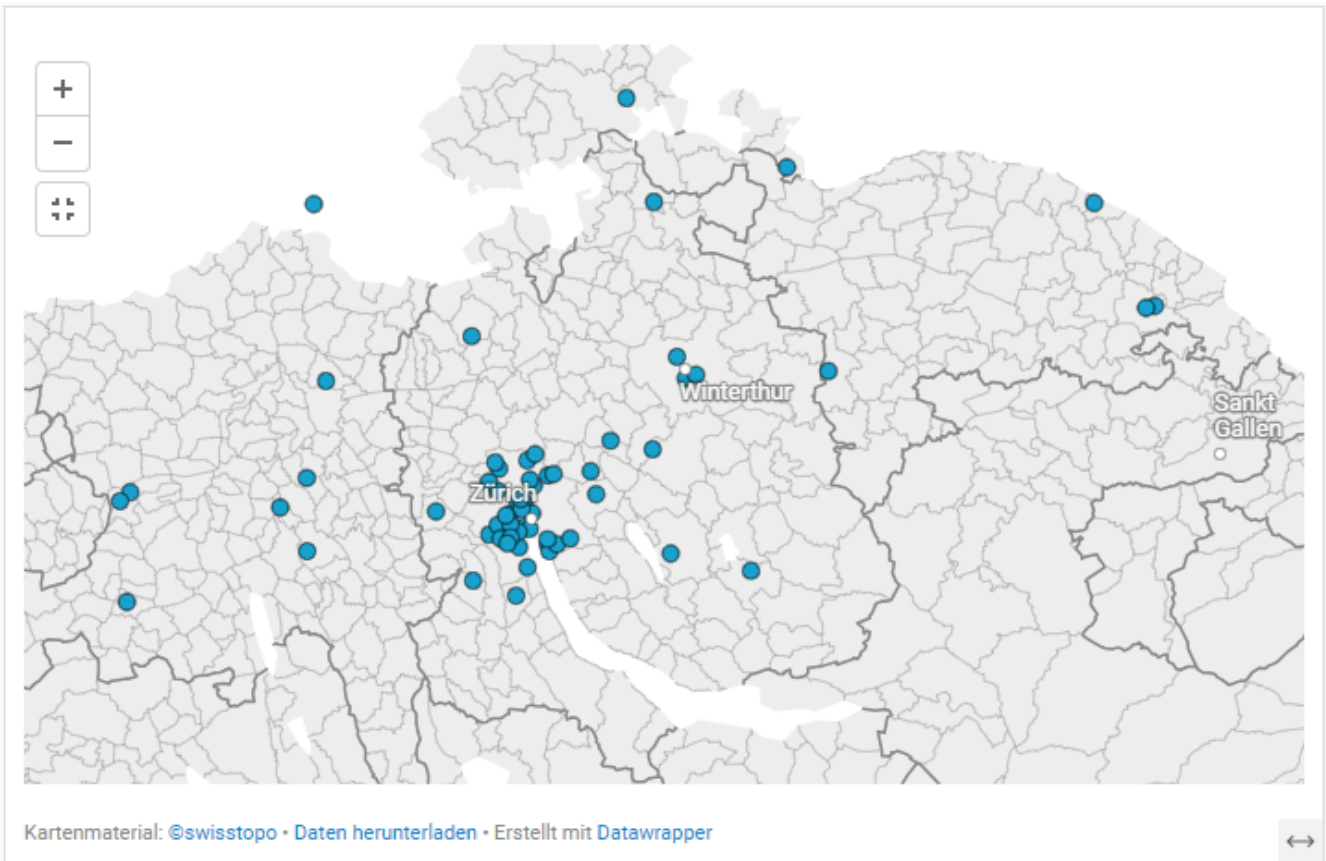 +
−
Winterthur
Sankt
Gallen
Zürich
Kartenmaterial: ©swisstopo • Daten herunterladen • Erstellt mit Datawrapper